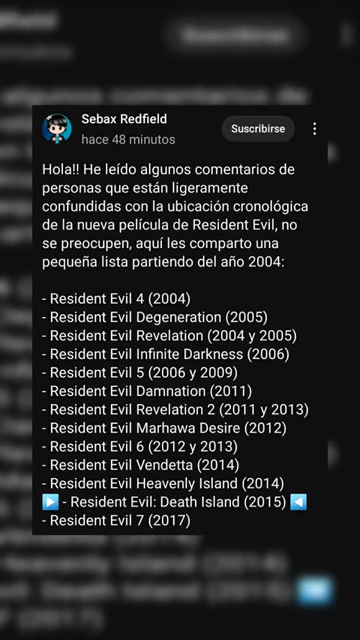 Sebax Redfield
hace 48 minutos
Suscribirse
Hola!! He leído algunos comentarios de
personas que están ligeramente
confundidas con la ubicación cronológica
de la nueva película de Resident Evil, no
se preocupen, aquí les comparto una
pequeña lista partiendo del año 2004:
- Resident Evil 4 (2004)
- Resident Evil Degeneration (2005)
- Resident Evil Revelation (2004 y 2005)
- Resident Evil Infinite Darkness (2006)
- Resident Evil 5 (2006 y 2009)
- Resident Evil Damnation (2011)
- Resident Evil Revelation 2 (2011 y 2013)
- Resident Evil Marhawa Desire (2012)
- Resident Evil 6 (2012 y 2013)
- Resident Evil Vendetta (2014)
- Resident Evil Heavenly Island (2014)
▶ - Resident Evil: Death Island (2015) ◀
- Resident Evil 7 (2017)